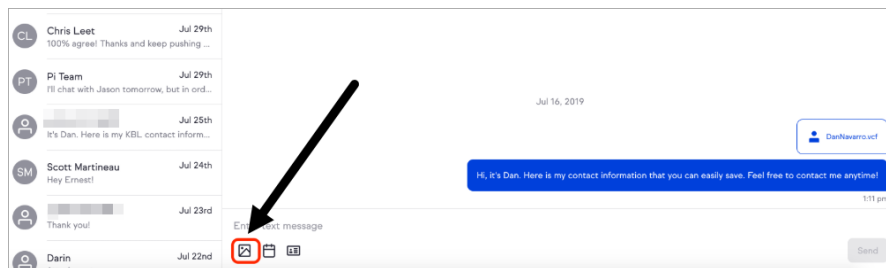 CL
Chris Leet
Jul 29th
100% agree! Thanks and keep pushing ...
PT
Pi Team
Jul 29th
I'll chat with Jason tomorrow, but in ord...
Jul 25th
It's Dan. Here is my KBL contact inform...
SM
Scott Martineau
Jul 24th
Hey Ernest!
Jul 23rd
Thank you!
Darin
Jul 22nd
Jul 16, 2019
DanNavarro.vcf
Hi, it's Dan. Here is my contact information that you can easily save. Feel free to contact me anytime!
1:11 pm
text message
Send